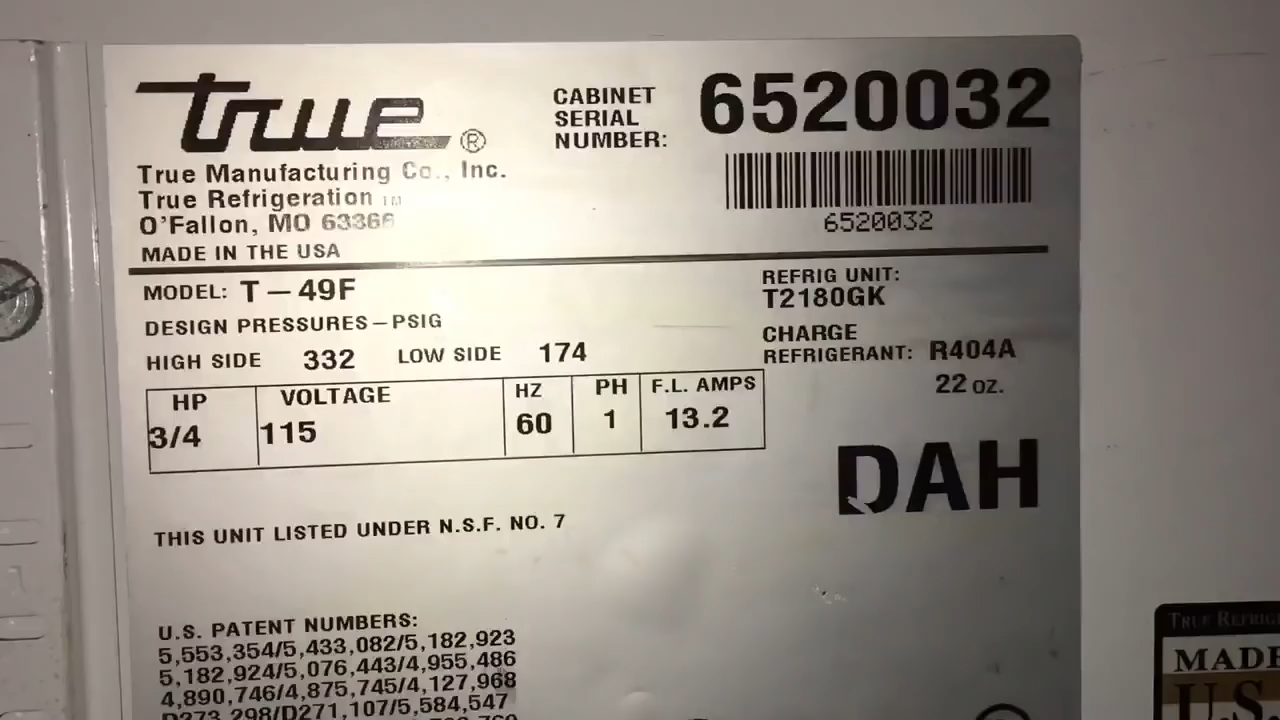 true®
True Manufacturing Co., Inc.
True Refrigeration TM
O'Fallon, MO 63366
MADE IN THE USA
CABINET
SERIAL
NUMBER:
6520032
6520032
MODEL: T-49F
DESIGN PRESSURES-PSIG
HIGH SIDE 332 LOW SIDE 174
REFRIG UNIT:
T2180GK
CHARGE
REFRIGERANT: R404A
22 oz.
HP VOLTAGE HZ PH F.L. AMPS
3/4 115 60 1 13.2
DAH
THIS UNIT LISTED UNDER N.S.F. NO. 7
U.S. PATENT NUMBERS:
5,553,354/5,433,082/5,182,923
5,182,924/5,076,443/4,955,486
4,890,746/4,875,745/4,127,968
D273,298/D271,107/5,584,547
TRUE REFRIG
MADE
U.S.